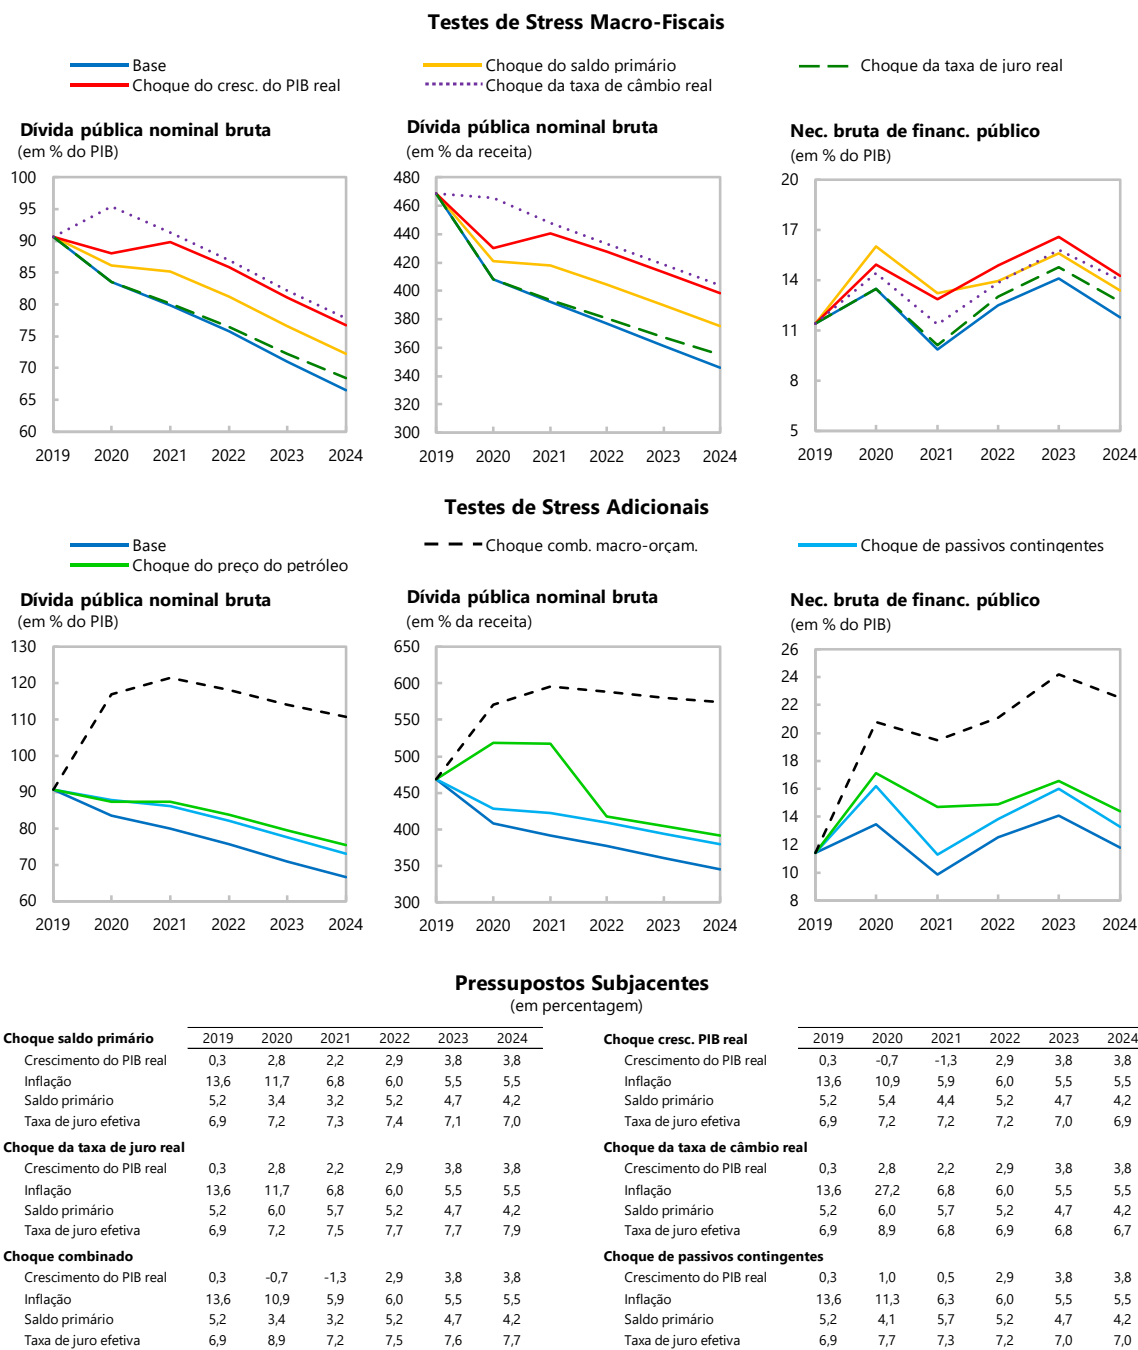 Testes de Stress Macro-Fiscais
Base
Choque do saldo primário
Choque da taxa de juro real
Choque do cresc. do PIB real
Choque da taxa de câmbio real
Dívida pública nominal bruta
(em % do PIB)
100
95
90
85
80
75
70
65
60
2019 2020 2021 2022 2023 2024
Dívida pública nominal bruta
(em % da receita)
480
460
440
420
400
380
360
340
320
300
2019 2020 2021 2022 2023 2024
Nec. bruta de financ. público
(em % do PIB)
20
17
14
11
8
5
2019 2020 2021 2022 2023 2024
Testes de Stress Adicionais
Base
Choque comb. macro-orçam.
Choque de passivos contingentes
Choque do preço do petróleo
Dívida pública nominal bruta
(em % do PIB)
130
120
110
100
90
80
70
60
2019 2020 2021 2022 2023 2024
Dívida pública nominal bruta
(em % da receita)
650
600
550
500
450
400
350
300
2019 2020 2021 2022 2023 2024
Nec. bruta de financ. público
(em % do PIB)
26
24
22
20
18
16
14
12
10
8
2019 2020 2021 2022 2023 2024
Pressupostos Subjacentes
(em percentagem)
Choque saldo primário 2019 2020 2021 2022 2023 2024
Crescimento do PIB real 0,3 2,8 2,2 2,9 3,8 3,8
Inflação 13,6 11,7 6,8 6,0 5,5 5,5
Saldo primário 5,2 3,4 3,2 5,2 4,7 4,2
Taxa de juro efetiva 6,9 7,2 7,3 7,4 7,1 7,0
Choque da taxa de juro real
Crescimento do PIB real 0,3 2,8 2,2 2,9 3,8 3,8
Inflação 13,6 11,7 6,8 6,0 5,5 5,5
Saldo primário 5,2 6,0 5,7 5,2 4,7 4,2
Taxa de juro efetiva 6,9 7,2 7,5 7,7 7,7 7,9
Choque combinado
Crescimento do PIB real 0,3 -0,7 -1,3 2,9 3,8 3,8
Inflação 13,6 10,9 5,9 6,0 5,5 5,5
Saldo primário 5,2 3,4 3,2 5,2 4,7 4,2
Taxa de juro efetiva 6,9 8,9 7,2 7,5 7,6 7,7
Choque cresc. PIB real 2019 2020 2021 2022 2023 2024
Crescimento do PIB real 0,3 -0,7 -1,3 2,9 3,8 3,8
Inflação 13,6 10,9 5,9 6,0 5,5 5,5
Saldo primário 5,2 5,4 4,4 5,2 4,7 4,2
Taxa de juro efetiva 6,9 7,2 7,2 7,2 7,0 6,9
Choque da taxa de câmbio real
Crescimento do PIB real 0,3 2,8 2,2 2,9 3,8 3,8
Inflação 13,6 27,2 6,8 6,0 5,5 5,5
Saldo primário 5,2 6,0 5,7 5,2 4,7 4,2
Taxa de juro efetiva 6,9 8,9 6,8 6,9 6,8 6,7
Choque de passivos contingentes
Crescimento do PIB real 0,3 1,0 0,5 2,9 3,8 3,8
Inflação 13,6 11,3 6,3 6,0 5,5 5,5
Saldo primário 5,2 4,1 5,7 5,2 4,7 4,2
Taxa de juro efetiva 6,9 7,7 7,3 7,2 7,0 7,0